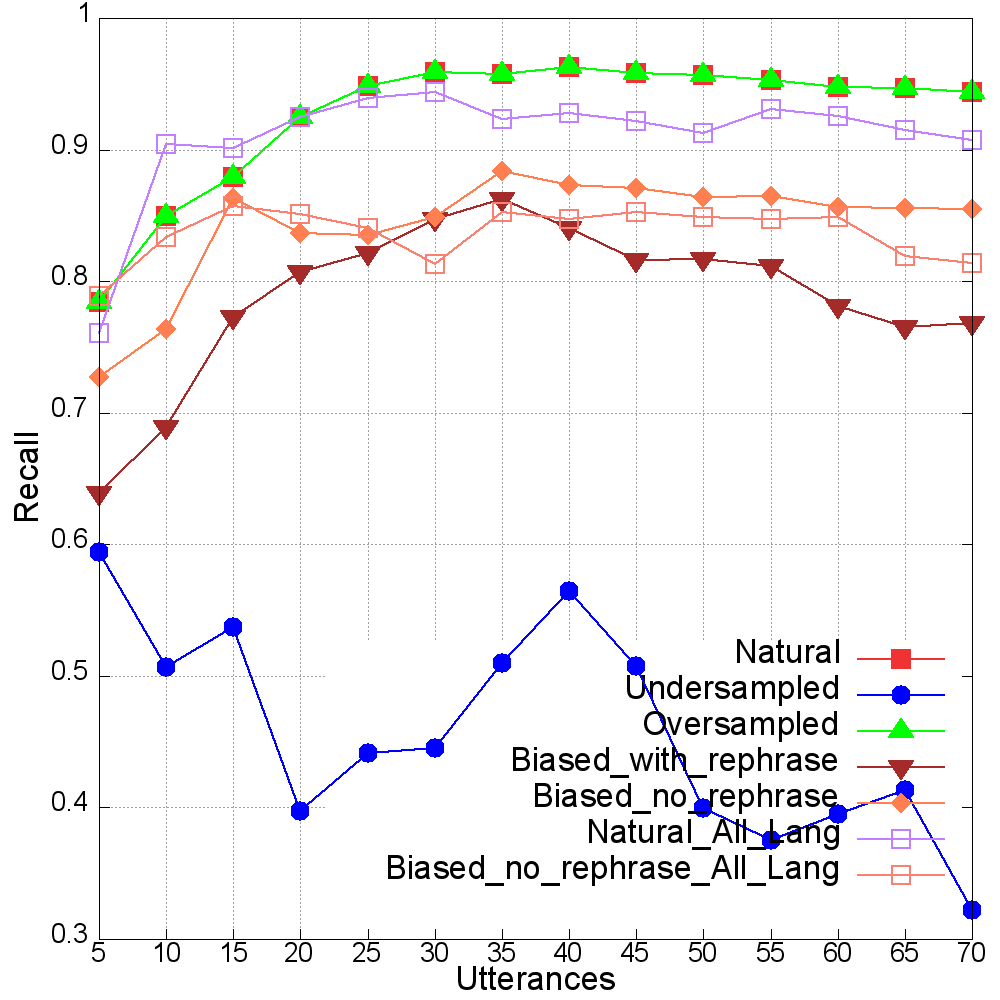 1
0.9
0.8
0.7
0.6
0.5
0.4
0.3
Recall
5 10 15 20 25 30 35 40 45 50 55 60 65 70
Utterances
Natural
Undersampled
Oversampled
Biased_with_rephrase
Biased_no_rephrase
Natural_All_Lang
Biased_no_rephrase_All_Lang